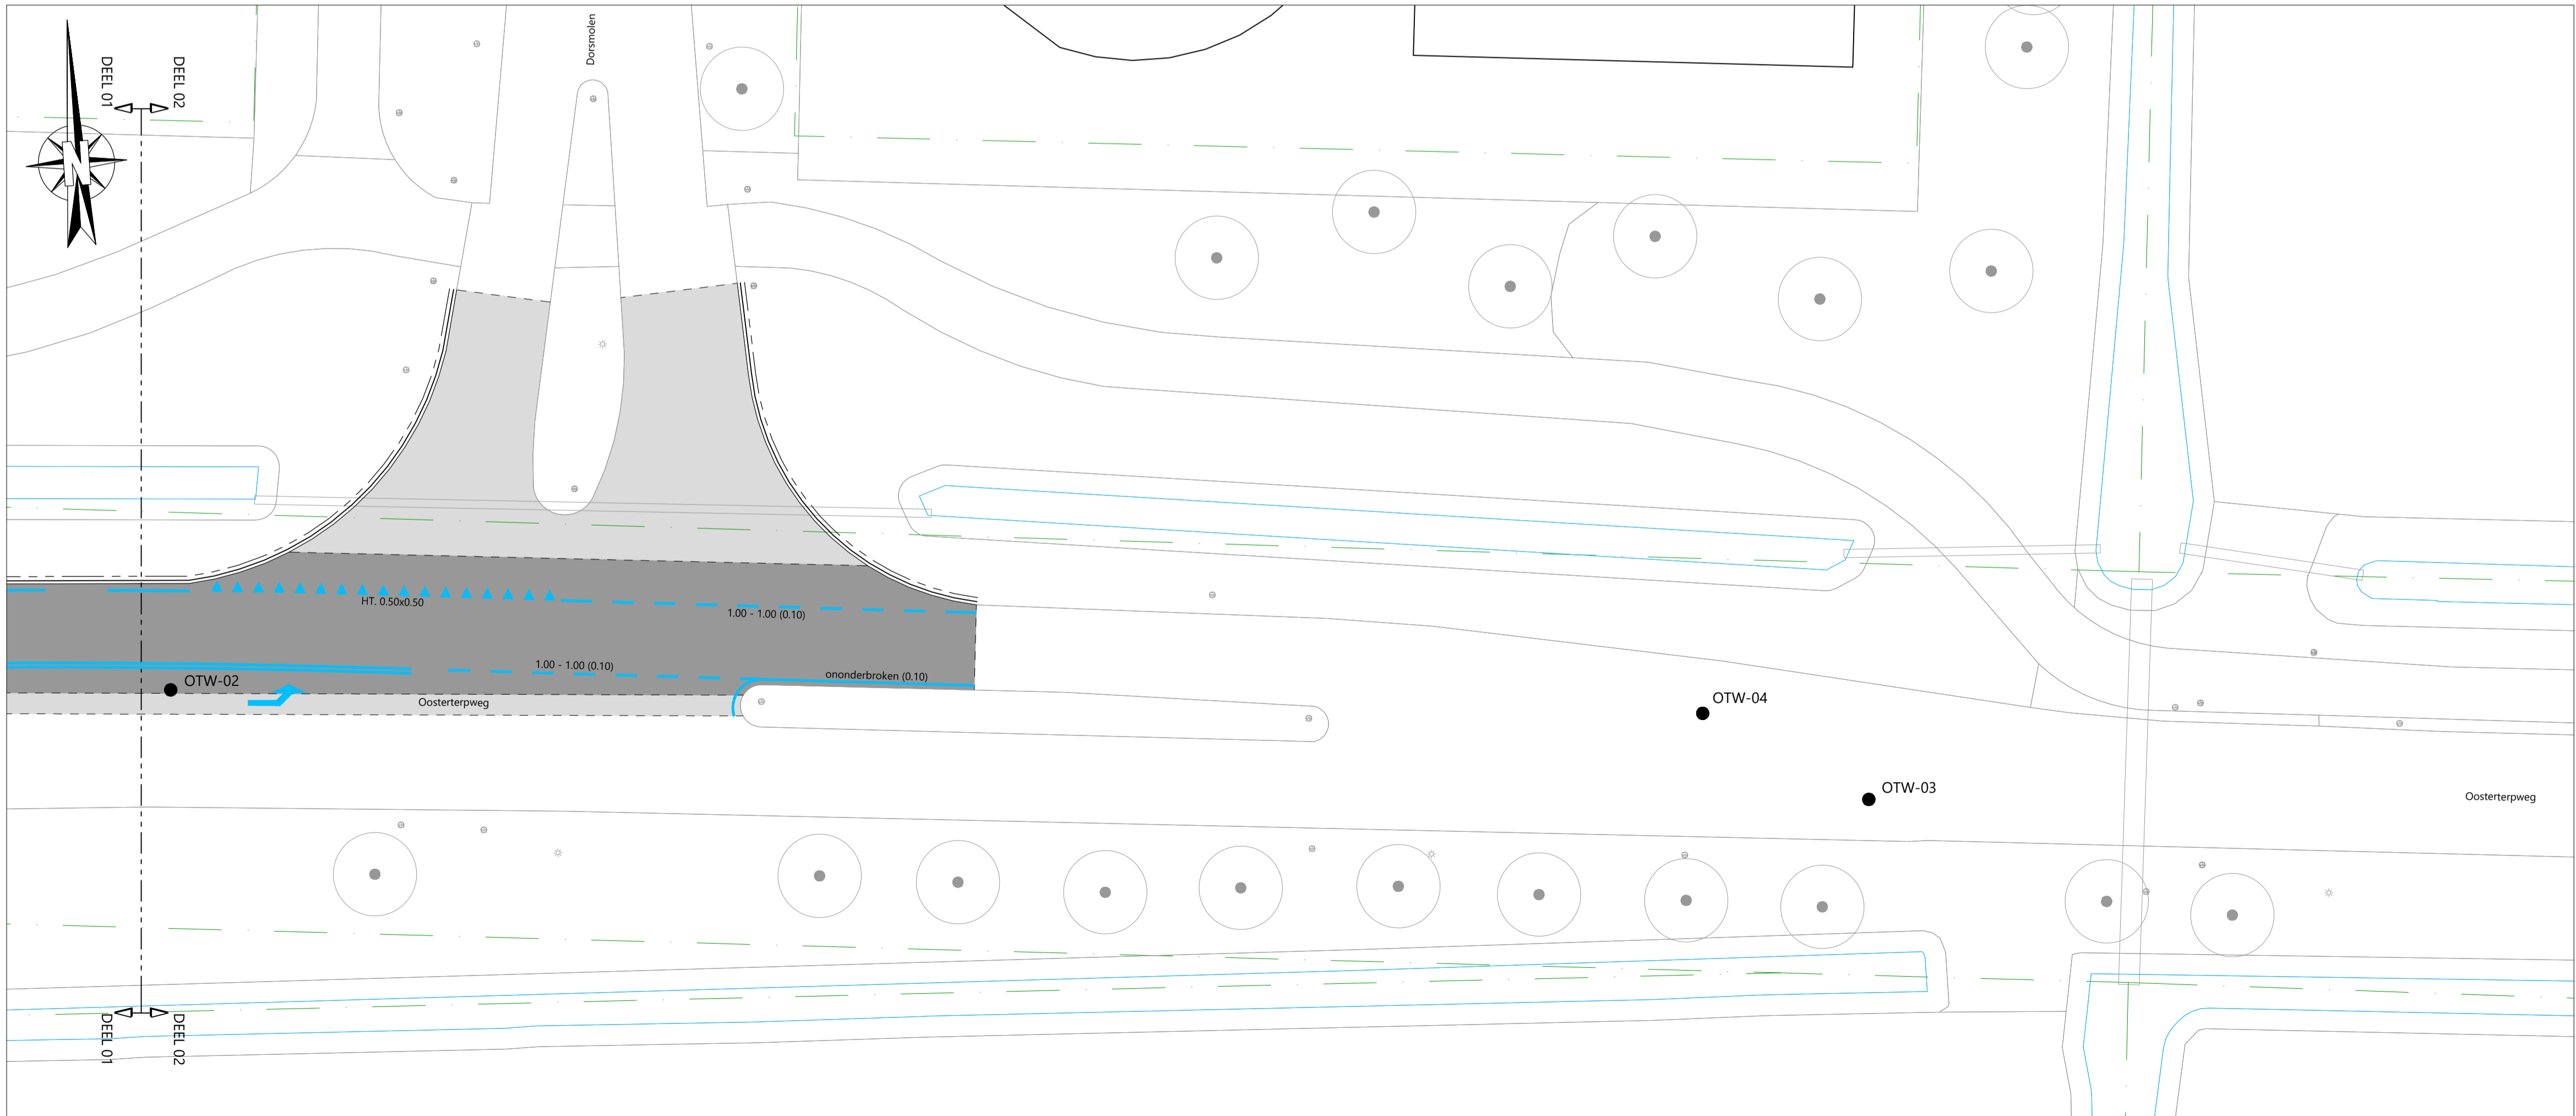 Dorsmolen
DEEL 01
DEEL 02
N
HT. 0.50x0.50
1.00 - 1.00 (0.10)
1.00 - 1.00 (0.10)
ononderbroken (0.10)
OTW-02
Oosterterpweg
OTW-04
OTW-03
Oosterterpweg
DEEL 01
DEEL 02